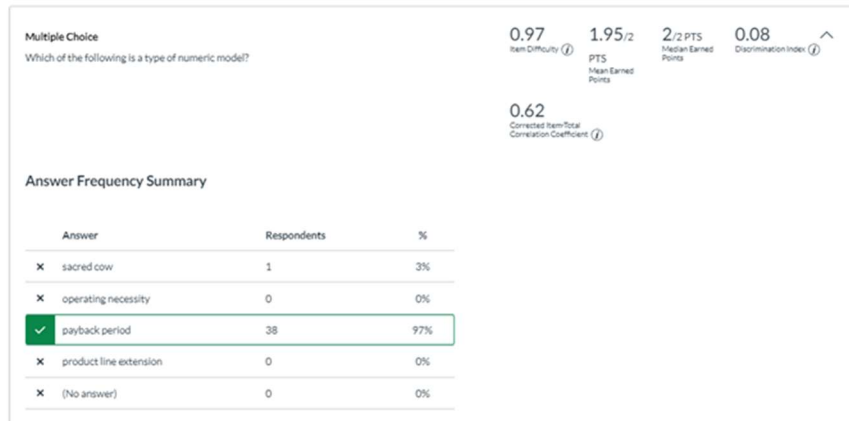 Multiple Choice
Which of the following is a type of numeric model?
0.97
Item Difficulty
1.95/2
PTS
Mean Earned
Points
2/2 PTS
Median Earned
Points
0.08
Discrimination Index
0.62
Corrected Item-Total
Correlation Coefficient
Answer Frequency Summary
Answer Respondents %
sacred cow 1 3%
operating necessity 0 0%
payback period 38 97%
product line extension 0 0%
(No answer) 0 0%